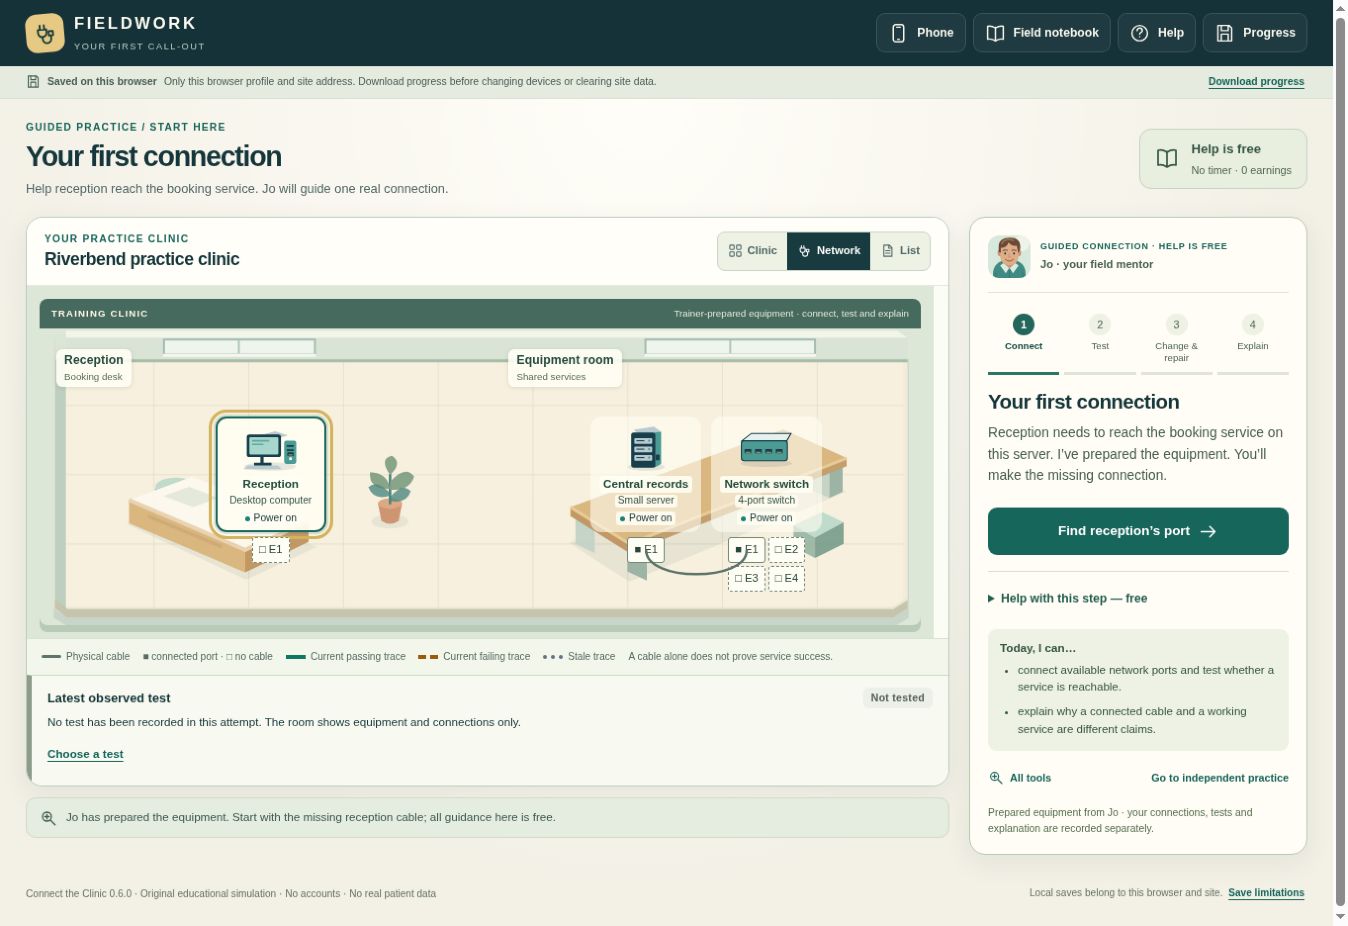 FIELDWORK
YOUR FIRST CALL-OUT
Phone
Field notebook
Help
Progress
Saved on this browser Only this browser profile and site address. Download progress before changing devices or clearing site data.
Download progress
GUIDED PRACTICE / START HERE
Your first connection
Help reception reach the booking service. Jo will guide one real connection.
Help is free
No timer · 0 earnings
YOUR PRACTICE CLINIC
Riverbend practice clinic
Clinic
Network
List
TRAINING CLINIC
Trainer-prepared equipment · connect, test and explain
Reception
Booking desk
Equipment room
Shared services
Reception
Desktop computer
● Power on
□ E1
Central records
Small server
● Power on
■ E1
Network switch
4-port switch
● Power on
■ E1
□ E2
□ E3
□ E4
Physical cable
■ connected port · □ no cable
Current passing trace
Current failing trace
Stale trace
A cable alone does not prove service success.
Latest observed test
Not tested
No test has been recorded in this attempt. The room shows equipment and connections only.
Choose a test
Jo has prepared the equipment. Start with the missing reception cable; all guidance here is free.
GUIDED CONNECTION · HELP IS FREE
Jo · your field mentor
1
Connect
2
Test
3
Change &
repair
4
Explain
Your first connection
Reception needs to reach the booking service on
this server. I’ve prepared the equipment. You’ll
make the missing connection.
Find reception’s port →
▶ Help with this step — free
Today, I can…
• connect available network ports and test whether a
service is reachable.
• explain why a connected cable and a working
service are different claims.
All tools
Go to independent practice
Prepared equipment from Jo · your connections, tests and
explanation are recorded separately.
Connect the Clinic 0.6.0 · Original educational simulation · No accounts · No real patient data
Local saves belong to this browser and site. Save limitations